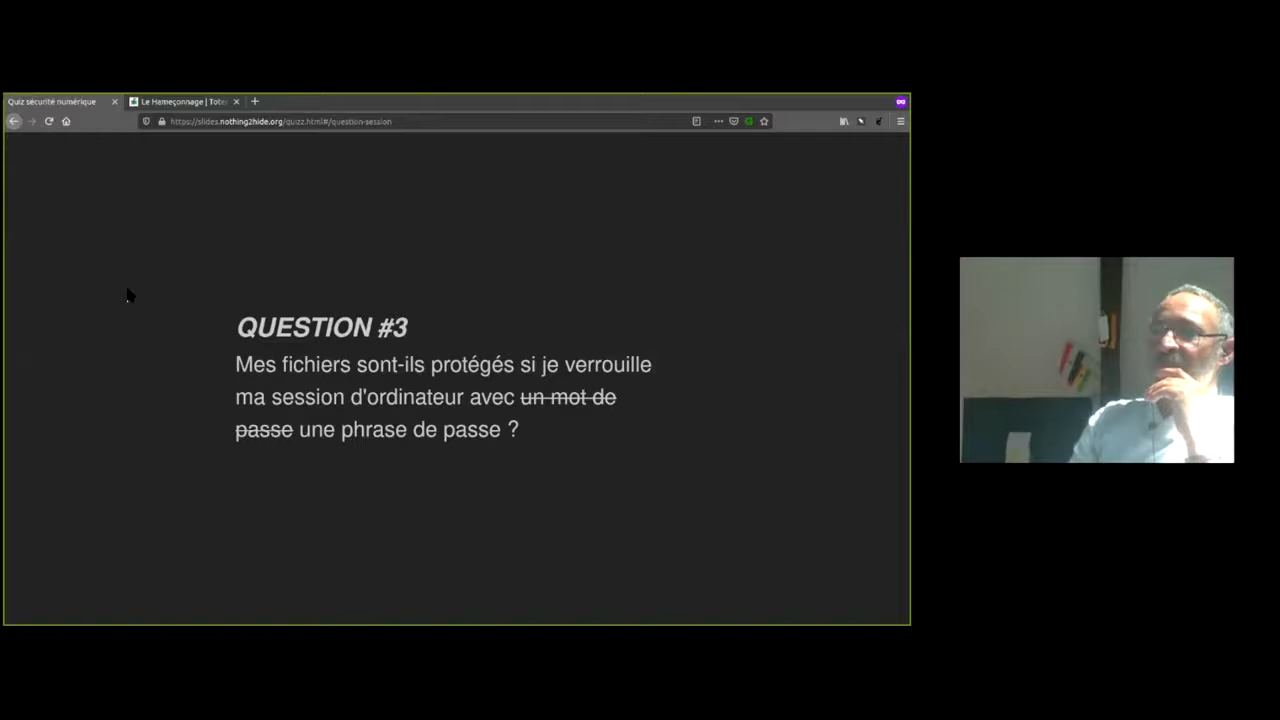 Quiz sécurité numérique
Le Hameçonnage | Tote
https://slides.nothing2hide.org/quizz.html#/question-session
QUESTION #3
Mes fichiers sont-ils protégés si je verrouille
ma session d'ordinateur avec un mot de
passe une phrase de passe ?